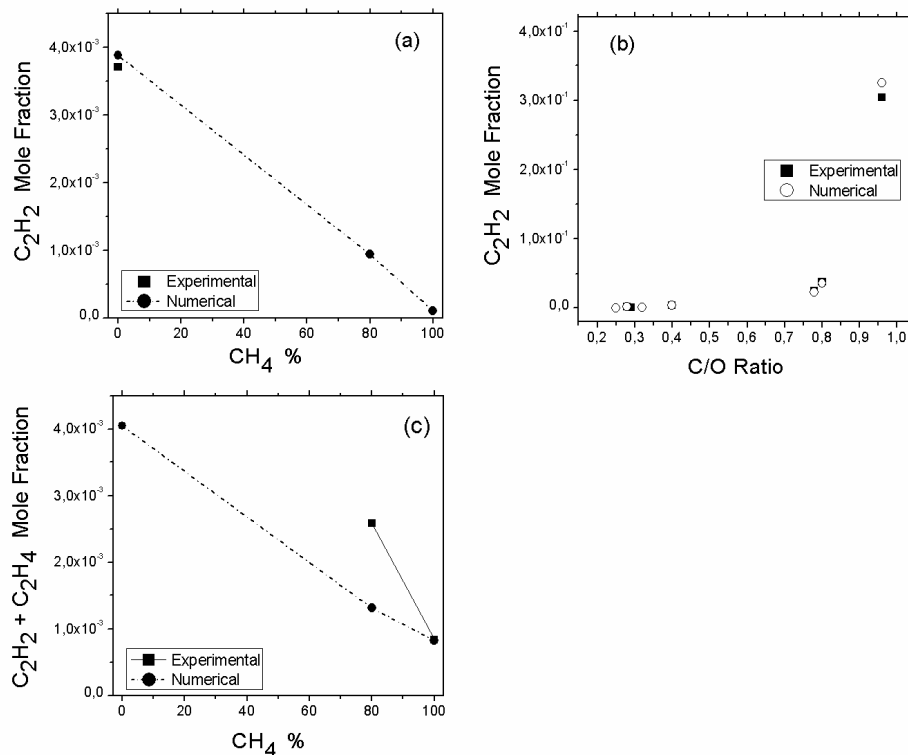 (a)
C2H2 Mole Fraction
4,0x10-3
3,0x10-3
2,0x10-3
1,0x10-3
0,0
Experimental
Numerical
0 20 40 60 80 100
CH4 %
(b)
C2H2 Mole Fraction
4,0x10-1
3,0x10-1
2,0x10-1
1,0x10-1
0,0
Experimental
Numerical
0,2 0,3 0,4 0,5 0,6 0,7 0,8 0,9 1,0
C/O Ratio
(c)
C2H2 + C2H4 Mole Fraction
4,0x10-3
3,0x10-3
2,0x10-3
1,0x10-3
0,0
Experimental
Numerical
0 20 40 60 80 100
CH4 %